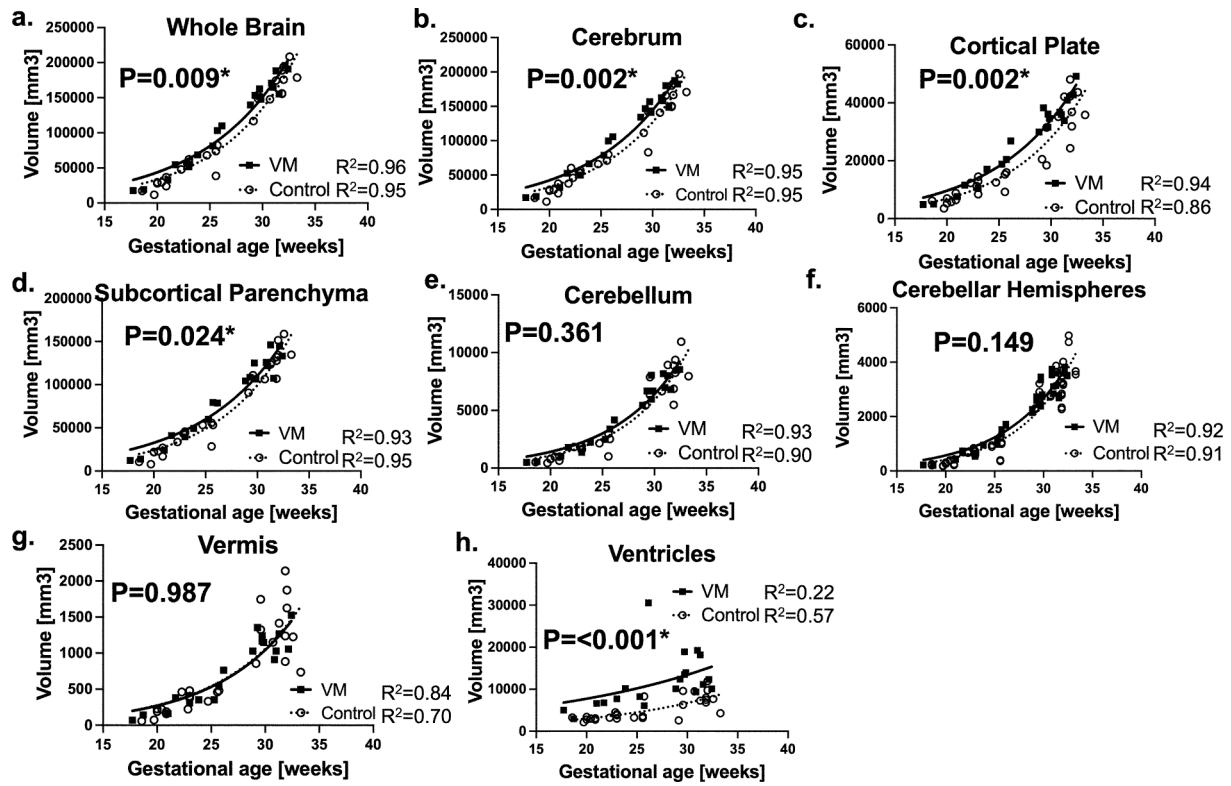 a.
Whole Brain
P=0.009*
Volume [mm3]
250000
200000
150000
100000
50000
0
VM R²=0.96
Control R²=0.95
15 20 25 30 35 40
Gestational age [weeks]
b.
Cerebrum
P=0.002*
Volume [mm3]
250000
200000
150000
100000
50000
0
VM R²=0.95
Control R²=0.95
15 20 25 30 35 40
Gestational age [weeks]
c.
Cortical Plate
P=0.002*
Volume [mm3]
60000
40000
20000
0
VM R²=0.94
Control R²=0.86
15 20 25 30 35 40
Gestational age [weeks]
d.
Subcortical Parenchyma
P=0.024*
Volume [mm3]
200000
150000
100000
50000
0
VM R²=0.93
Control R²=0.95
15 20 25 30 35 40
Gestational age [weeks]
e.
Cerebellum
P=0.361
Volume [mm3]
15000
10000
5000
0
VM R²=0.93
Control R²=0.90
15 20 25 30 35 40
Gestational age [weeks]
f.
Cerebellar Hemispheres
P=0.149
Volume [mm3]
6000
4000
2000
0
VM R²=0.92
Control R²=0.91
15 20 25 30 35 40
Gestational age [weeks]
g.
Vermis
P=0.987
Volume [mm3]
2500
2000
1500
1000
500
0
VM R²=0.84
Control R²=0.70
15 20 25 30 35 40
Gestational age [weeks]
h.
Ventricles
P=<0.001*
Volume [mm3]
40000
30000
20000
10000
0
VM R²=0.22
Control R²=0.57
15 20 25 30 35 40
Gestational age [weeks]